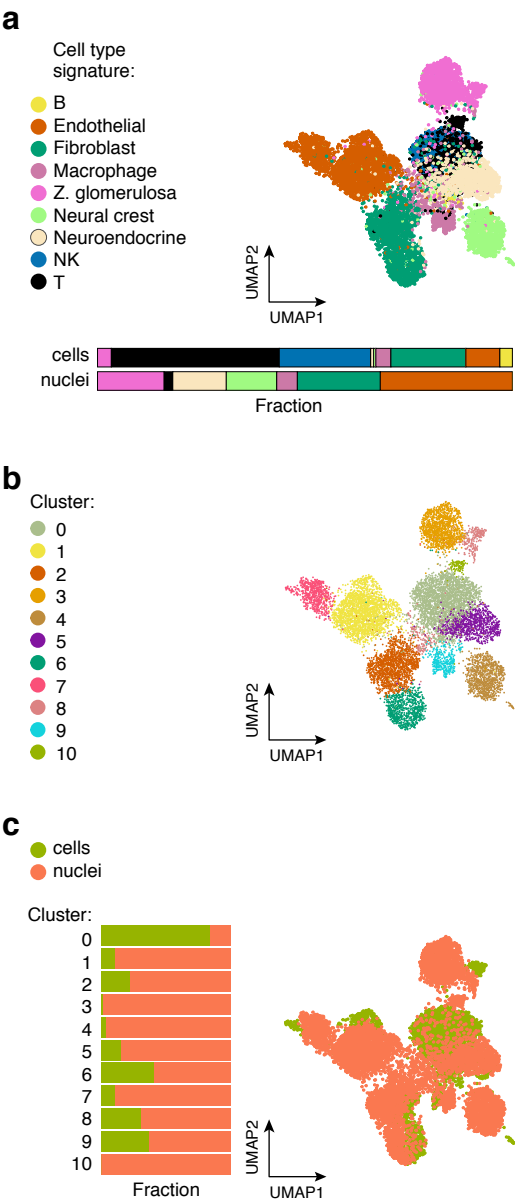 a
Cell type
signature:
B
Endothelial
Fibroblast
Macrophage
Z. glomerulosa
Neural crest
Neuroendocrine
NK
T
UMAP2
UMAP1
cells
nuclei
Fraction
b
Cluster:
0
1
2
3
4
5
6
7
8
9
10
UMAP2
UMAP1
c
cells
nuclei
Cluster:
0
1
2
3
4
5
6
7
8
9
10
Fraction
UMAP2
UMAP1